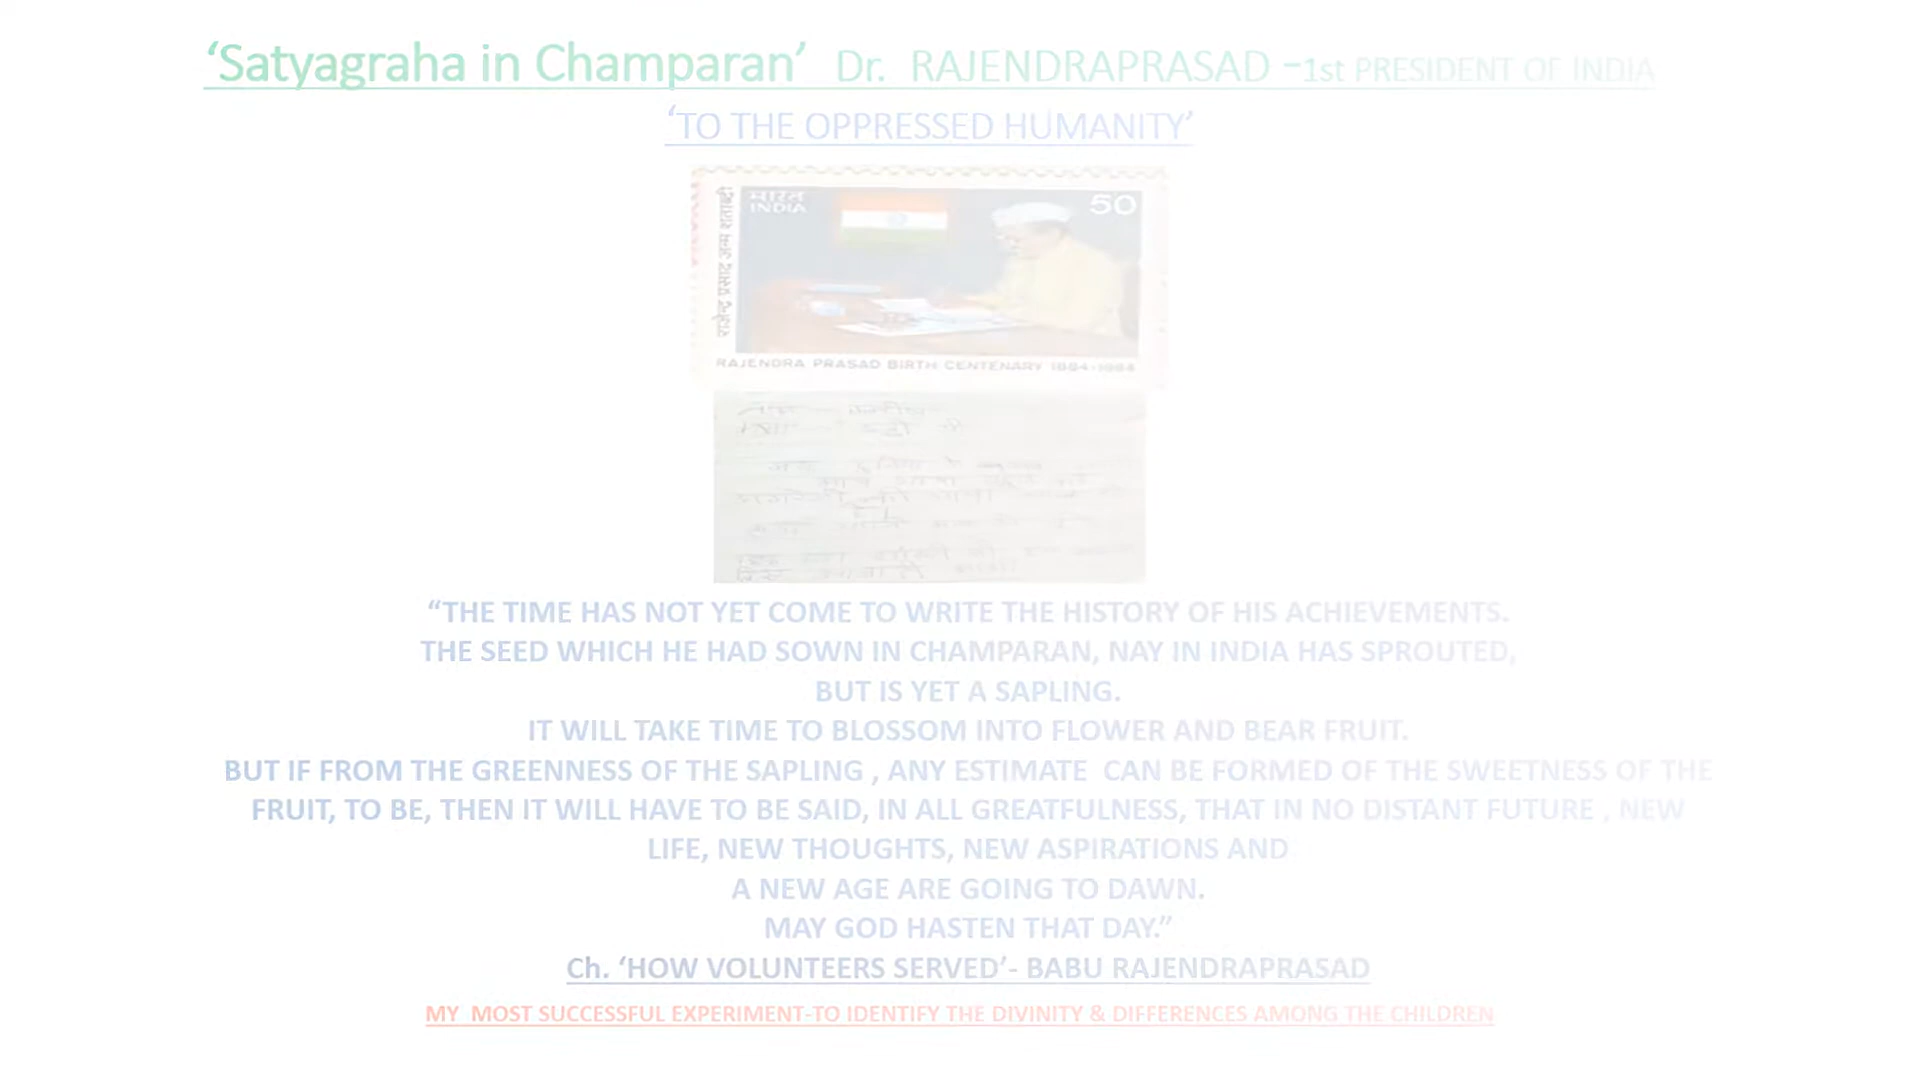 ‘Satyagraha in Champaran’ Dr. RAJENDRAPRASAD -1st PRESIDENT OF INDIA
‘TO THE OPPRESSED HUMANITY’
भारत
INDIA
50
RAJENDRA PRASAD BIRTH CENTENARY 1884-1984
“THE TIME HAS NOT YET COME TO WRITE THE HISTORY OF HIS ACHIEVEMENTS.
THE SEED WHICH HE HAD SOWN IN CHAMPARAN, NAY IN INDIA HAS SPROUTED,
BUT IS YET A SAPLING.
IT WILL TAKE TIME TO BLOSSOM INTO FLOWER AND BEAR FRUIT.
BUT IF FROM THE GREENNESS OF THE SAPLING , ANY ESTIMATE CAN BE FORMED OF THE SWEETNESS OF THE
FRUIT, TO BE, THEN IT WILL HAVE TO BE SAID, IN ALL GREATFULNESS, THAT IN NO DISTANT FUTURE , NEW
LIFE, NEW THOUGHTS, NEW ASPIRATIONS AND
A NEW AGE ARE GOING TO DAWN.
MAY GOD HASTEN THAT DAY.”
Ch. ‘HOW VOLUNTEERS SERVED’- BABU RAJENDRAPRASAD
MY MOST SUCCESSFUL EXPERIMENT-TO IDENTIFY THE DIVINITY & DIFFERENCES AMONG THE CHILDREN